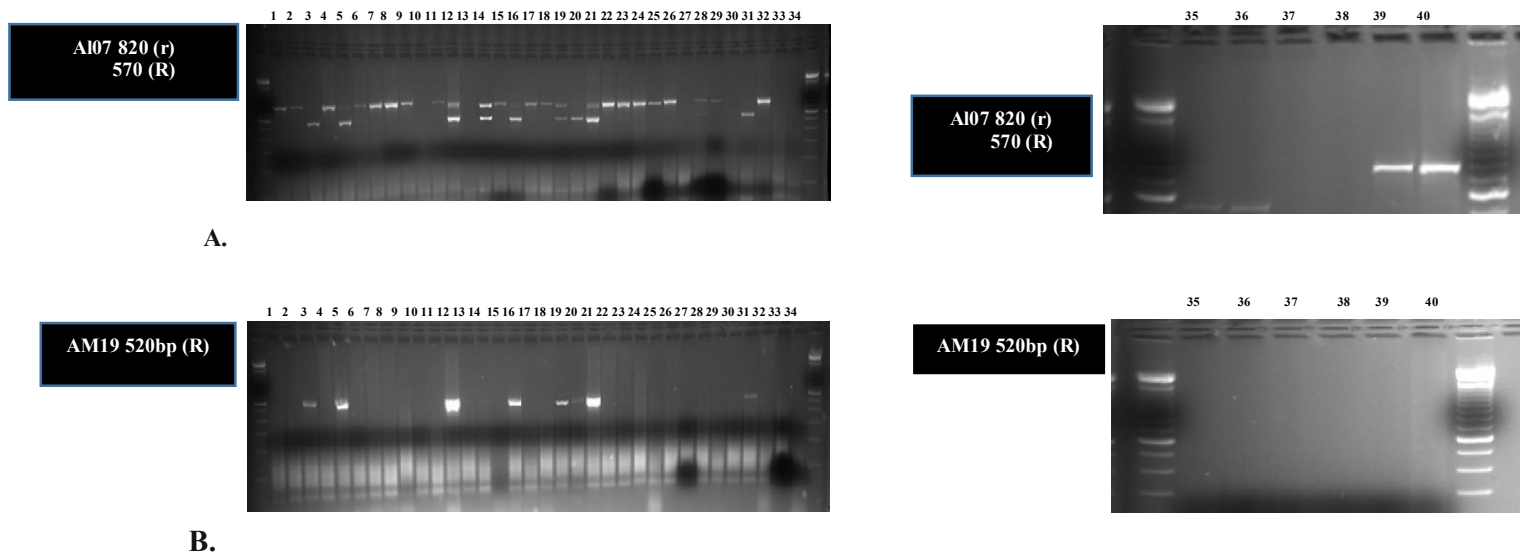 1 2 3 4 5 6 7 8 9 10 11 12 13 14 15 16 17 18 19 20 21 22 23 24 25 26 27 28 29 30 31 32 33 34
Al07 820 (r)
570 (R)
35 36 37 38 39 40
Al07 820 (r)
570 (R)
A.
1 2 3 4 5 6 7 8 9 10 11 12 13 14 15 16 17 18 19 20 21 22 23 24 25 26 27 28 29 30 31 32 33 34
AM19 520bp (R)
35 36 37 38 39 40
AM19 520bp (R)
B.